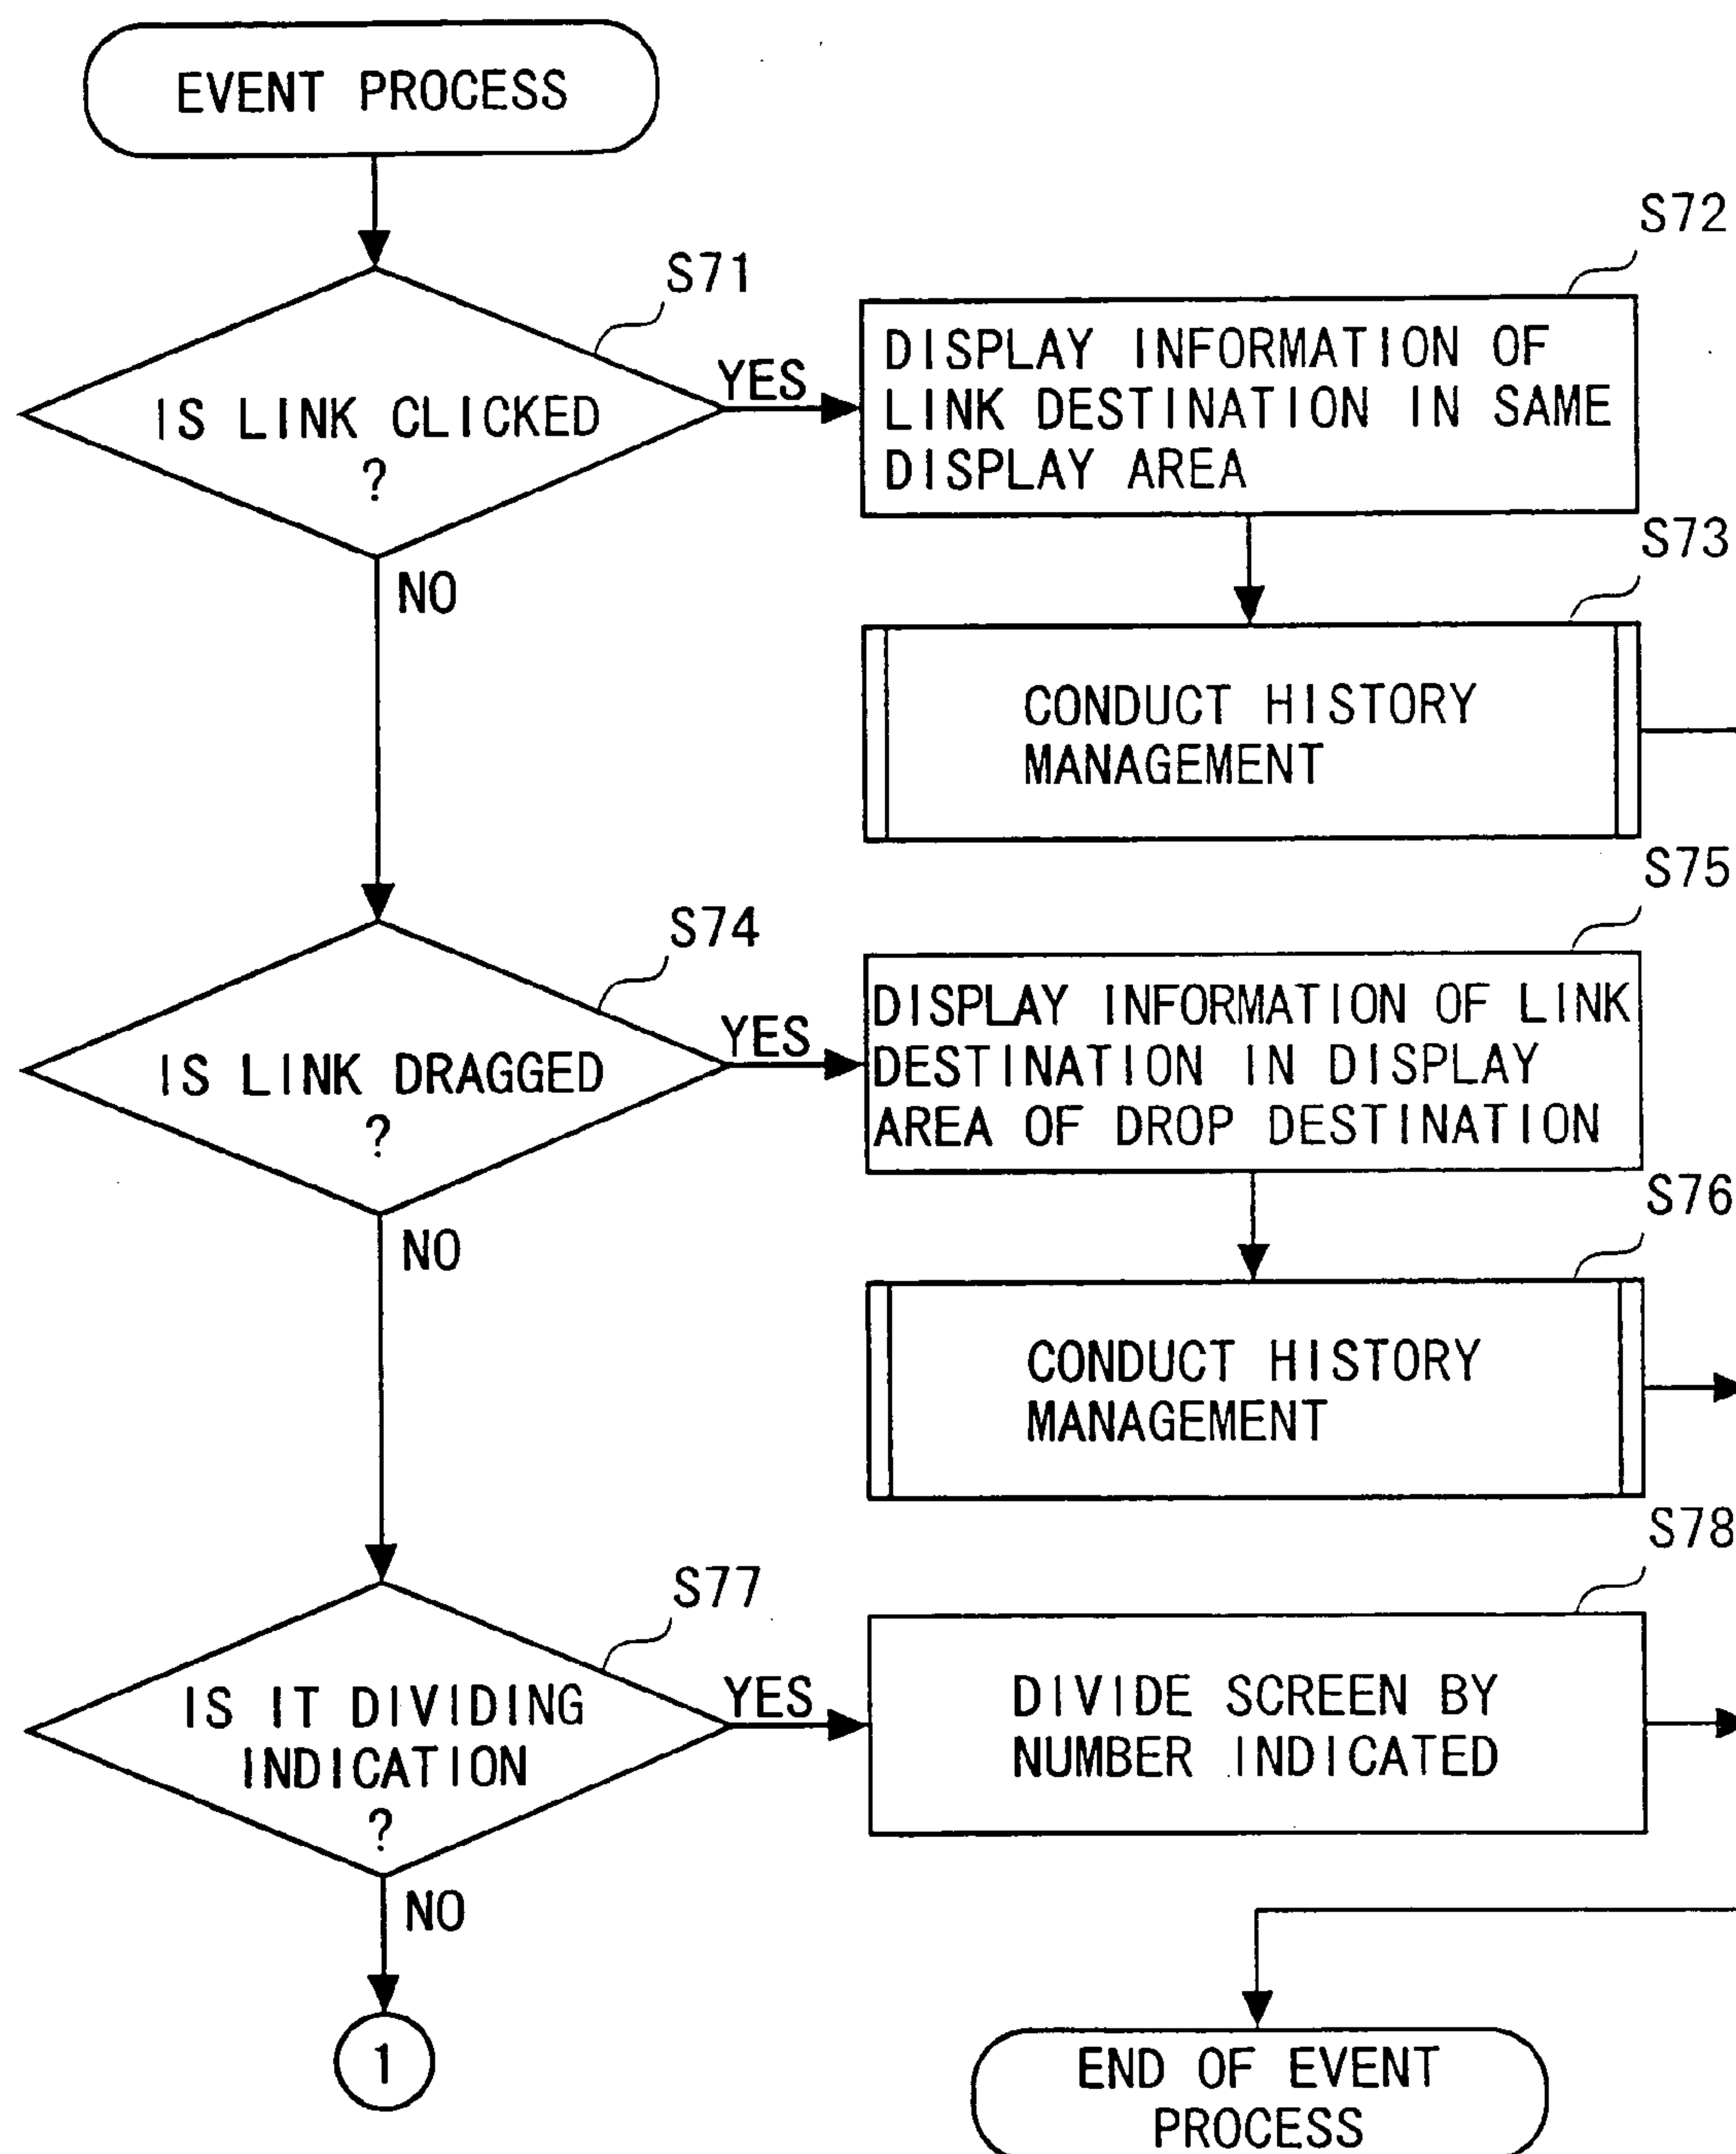 EVENT PROCESS
S71
IS LINK CLICKED
?
YES
NO
S72
DISPLAY INFORMATION OF
LINK DESTINATION IN SAME
DISPLAY AREA
S73
CONDUCT HISTORY
MANAGEMENT
S74
IS LINK DRAGGED
?
YES
NO
S75
DISPLAY INFORMATION OF LINK
DESTINATION IN DISPLAY
AREA OF DROP DESTINATION
S76
CONDUCT HISTORY
MANAGEMENT
S77
IS IT DIVIDING
INDICATION
?
YES
NO
S78
DIVIDE SCREEN BY
NUMBER INDICATED
1
END OF EVENT
PROCESS